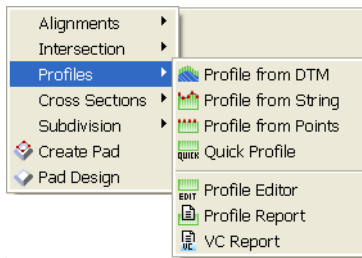 Alignments
Intersection
Profiles
Cross Sections
Subdivision
Create Pad
Pad Design
Profile from DTM
Profile from String
Profile from Points
QUICK Quick Profile
EDIT Profile Editor
Profile Report
VC VC Report